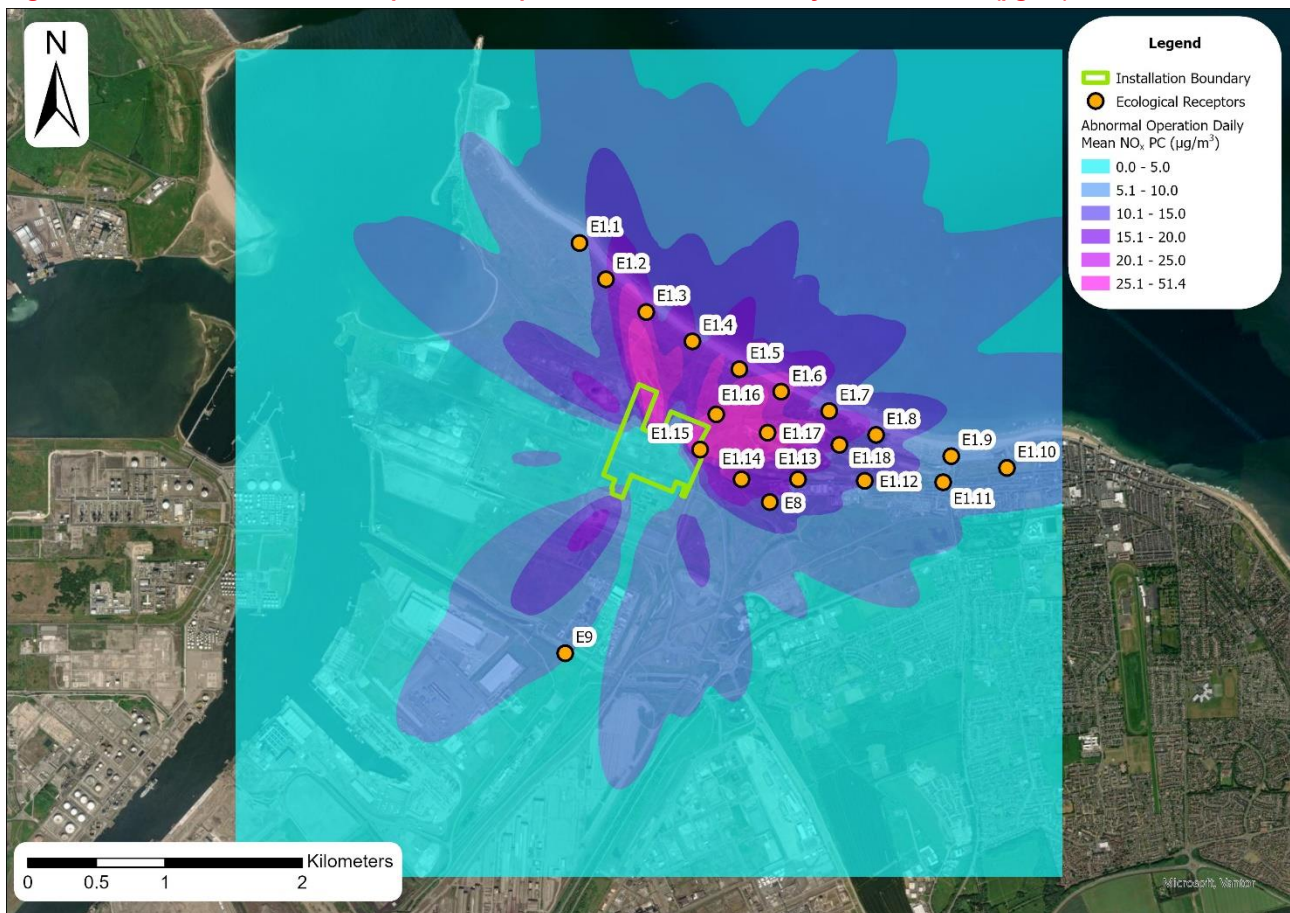 N
Legend
Installation Boundary
Ecological Receptors
Abnormal Operation Daily
Mean NOx PC (µg/m³)
0.0 - 5.0
5.1 - 10.0
10.1 - 15.0
15.1 - 20.0
20.1 - 25.0
25.1 - 51.4
E1.1
E1.2
E1.3
E1.4
E1.5
E1.6
E1.16
E1.7
E1.8
E1.15
E1.17
E1.9
E1.10
E1.14
E1.13
E1.18
E1.12
E1.11
E8
E9
Kilometers
0 0.5 1 2
Microsoft, Vantor